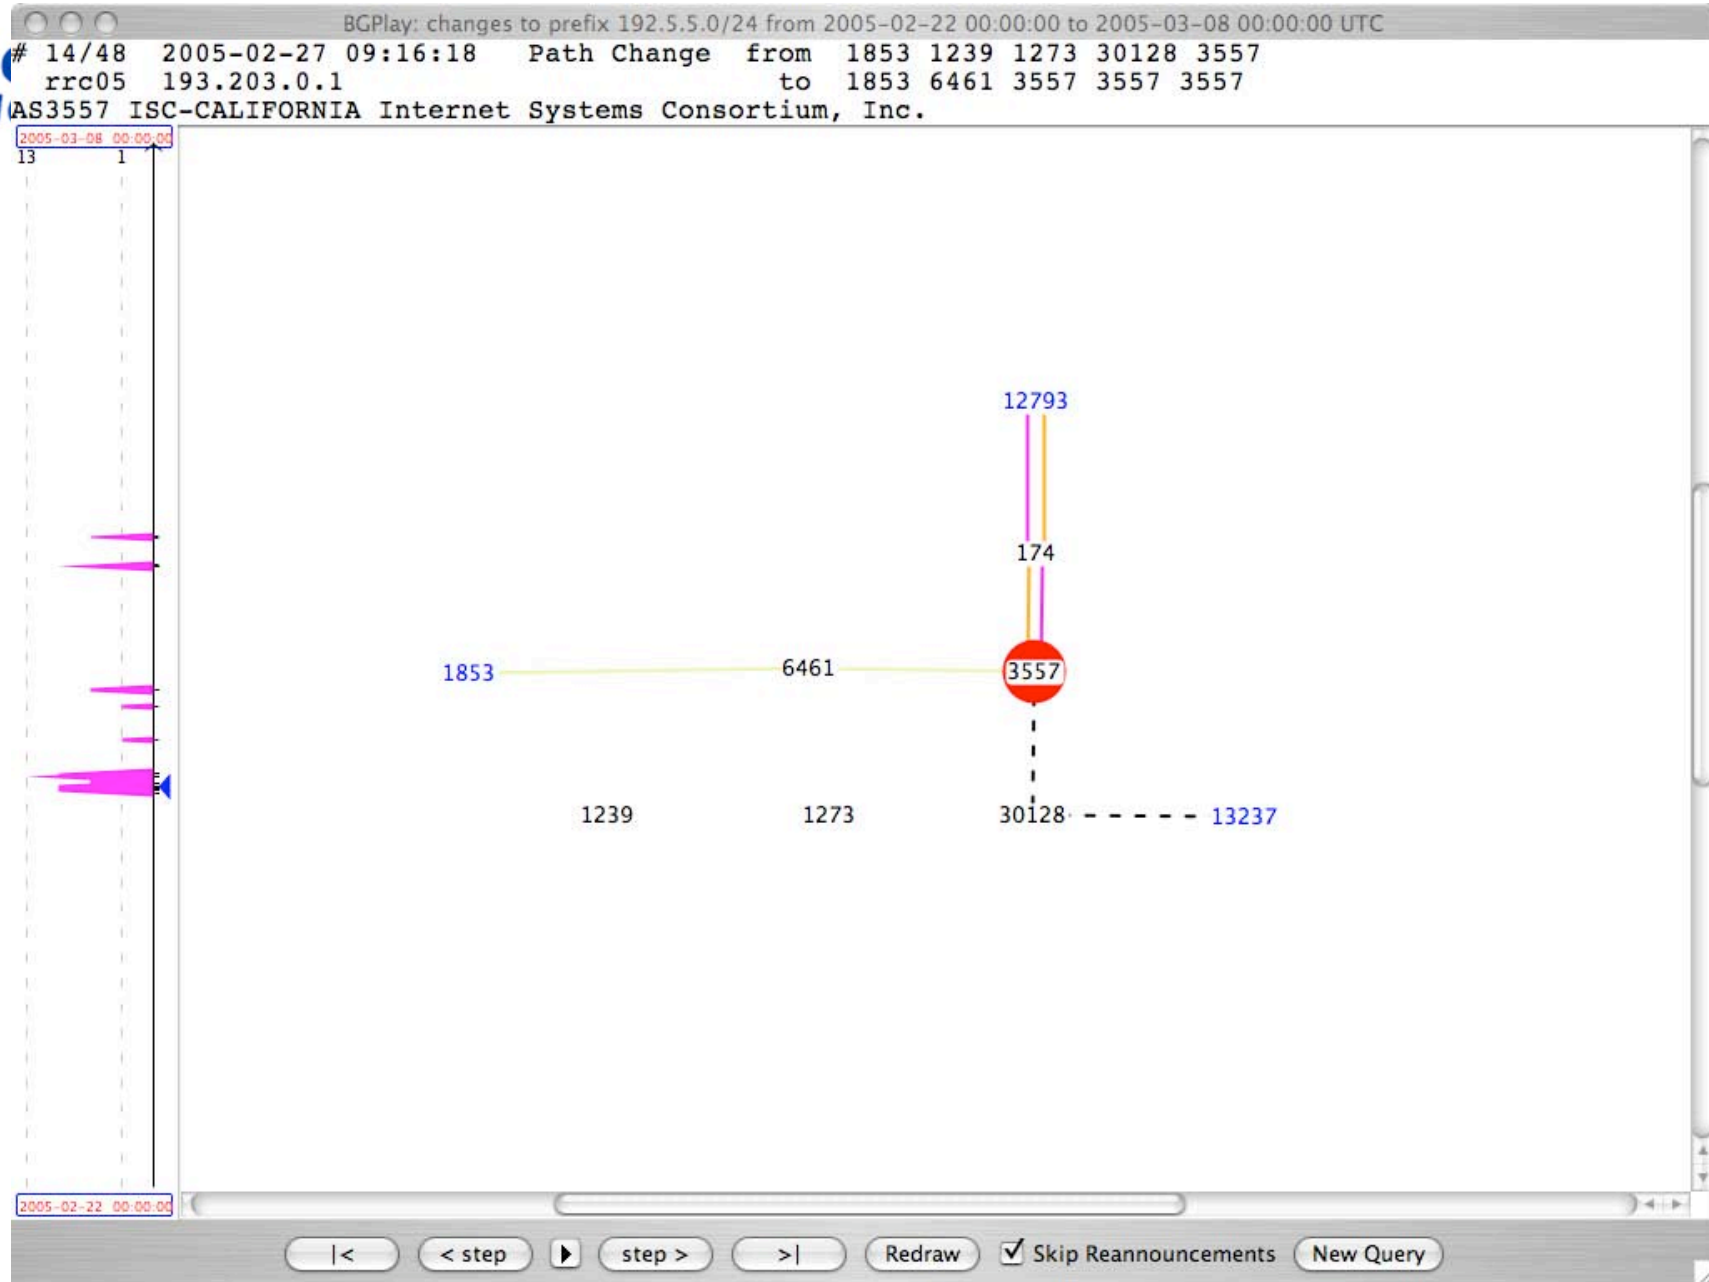 BGPlay: changes to prefix 192.5.5.0/24 from 2005-02-22 00:00:00 to 2005-03-08 00:00:00 UTC
# 14/48 2005-02-27 09:16:18 Path Change from 1853 1239 1273 30128 3557
rrc05 193.203.0.1 to 1853 6461 3557 3557 3557
AS3557 ISC-CALIFORNIA Internet Systems Consortium, Inc.
2005-03-08 00:00:00
13 1
12793
174
1853 6461 3557
1239 1273 30128 13237
2005-02-22 00:00:00
|< < step step > >| Redraw Skip Reannouncements New Query